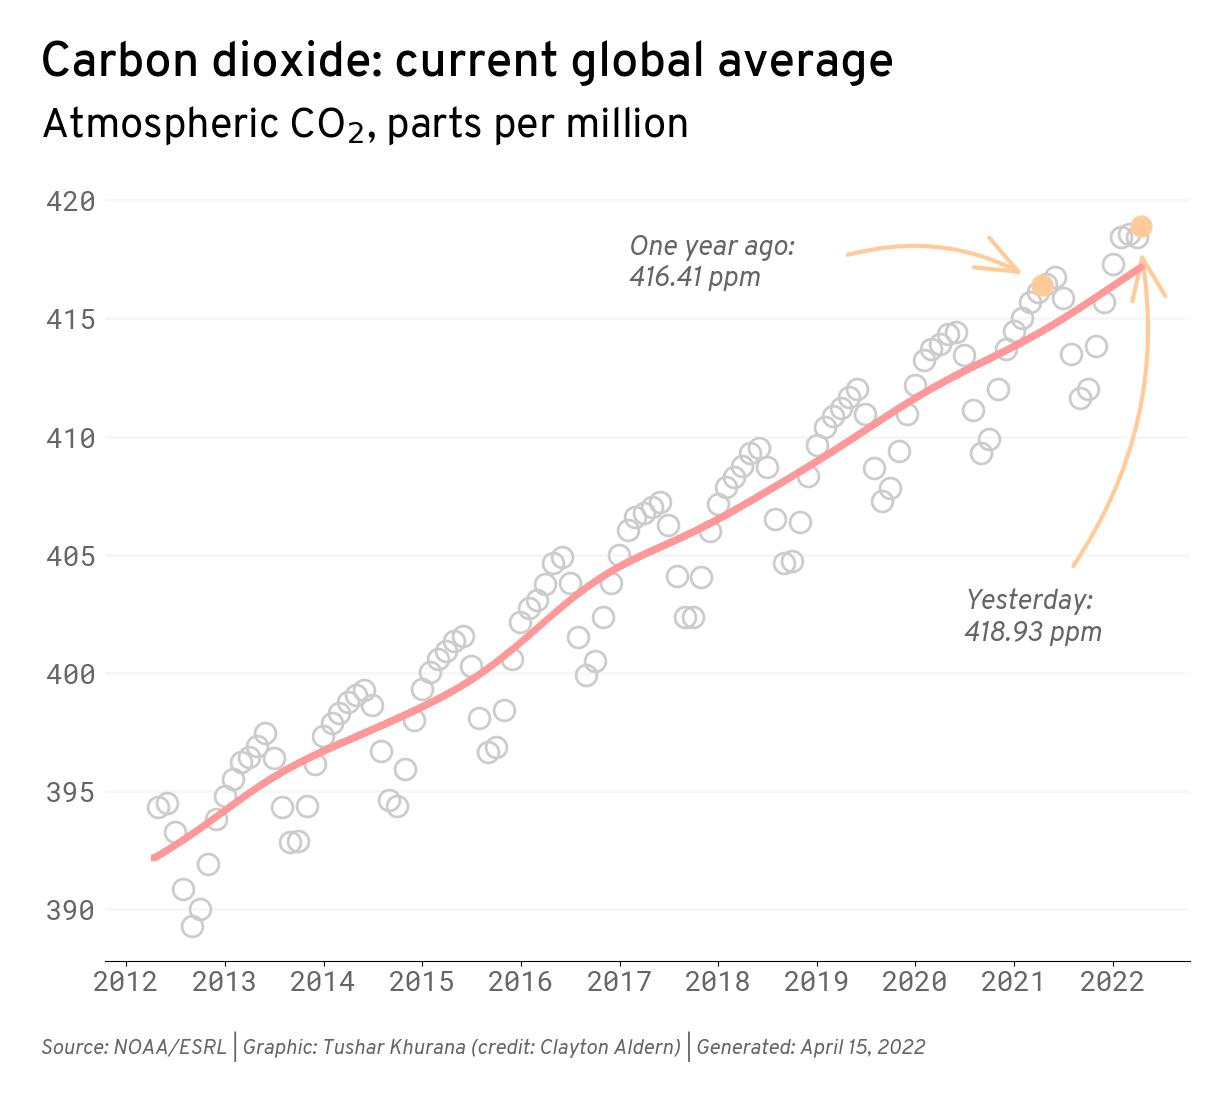 Carbon dioxide: current global average
Atmospheric CO₂, parts per million
420
One year ago:
416.41 ppm
415
410
405
Yesterday:
418.93 ppm
400
395
390
2012 2013 2014 2015 2016 2017 2018 2019 2020 2021 2022
Source: NOAA/ESRL | Graphic: Tushar Khurana (credit: Clayton Aldern) | Generated: April 15, 2022